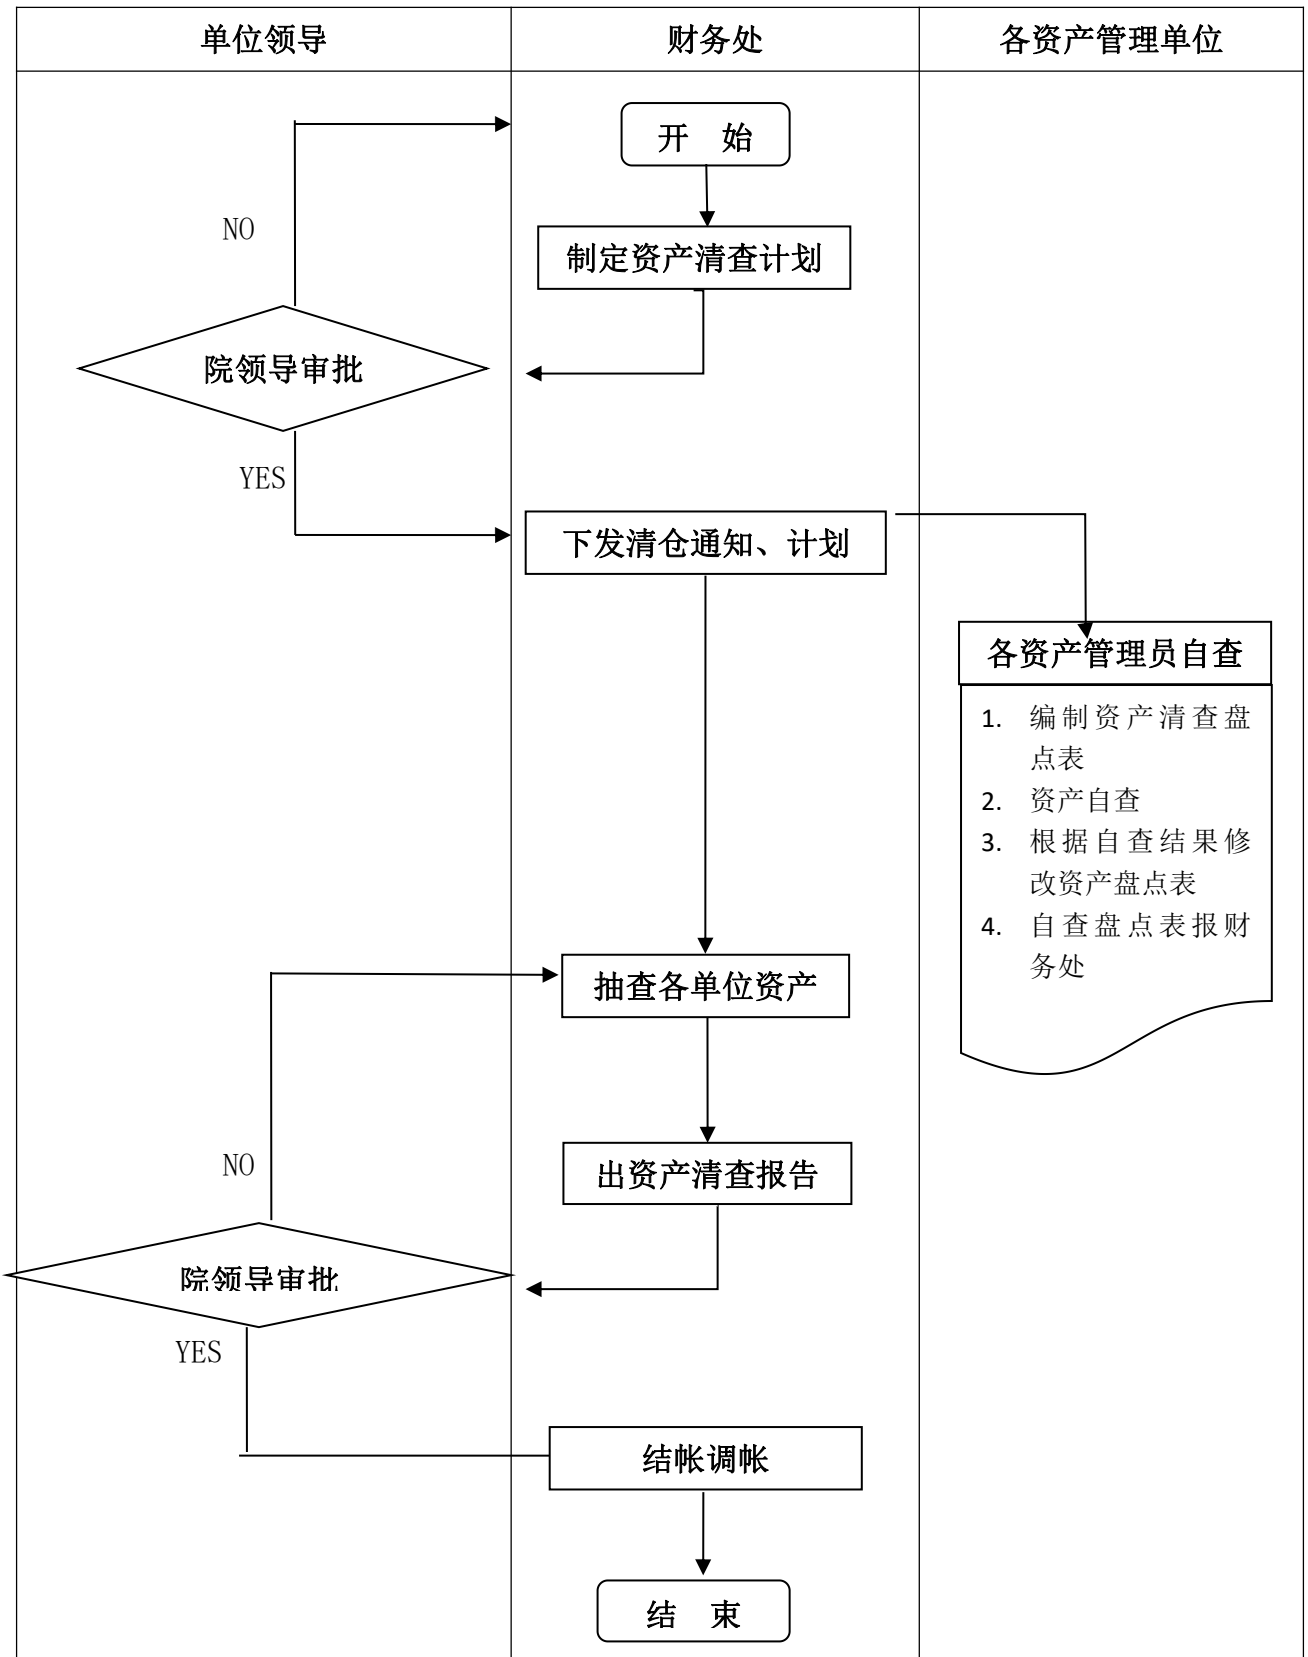 单位领导
财务处
各资产管理单位
开 始
NO
制定资产清查计划
院领导审批
YES
下发清仓通知、计划
各资产管理员自查
1. 编制资产清查盘
点表
2. 资产自查
3. 根据自查结果修
改资产盘点表
4. 自查盘点表报财
务处
抽查各单位资产
NO
出资产清查报告
院领导审批
YES
结帐调帐
结 束